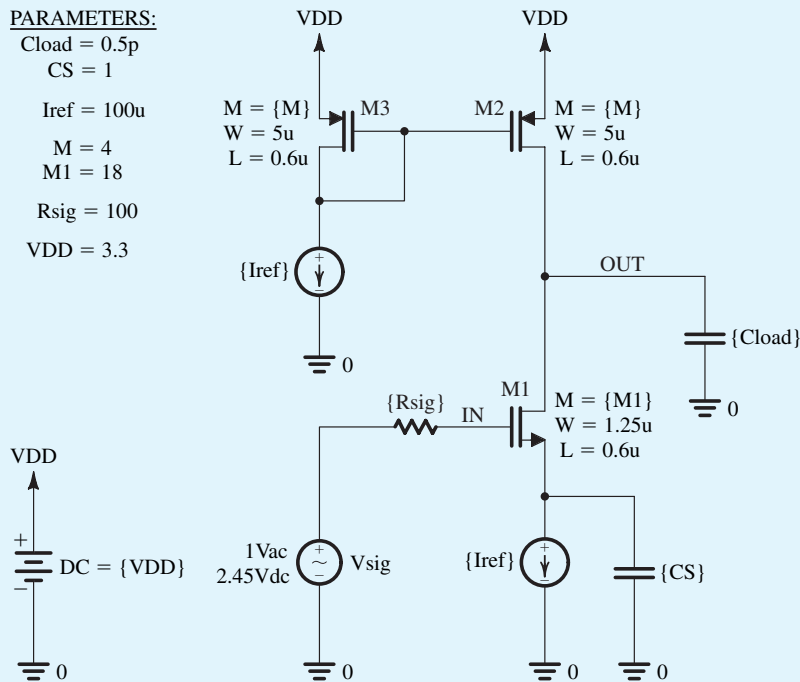 PARAMETERS:
Cload = 0.5p
CS = 1
Iref = 100u
M = 4
M1 = 18
Rsig = 100
VDD = 3.3
VDD
VDD
M3
M = {M}
W = 5u
L = 0.6u
M2
M = {M}
W = 5u
L = 0.6u
{Iref}
+
−
0
OUT
{Cload}
0
{Rsig}
IN
M1
M = {M1}
W = 1.25u
L = 0.6u
VDD
+
−
DC = {VDD}
0
1Vac
2.45Vdc
+
~
−
Vsig
0
{Iref}
+
−
0
{CS}
0